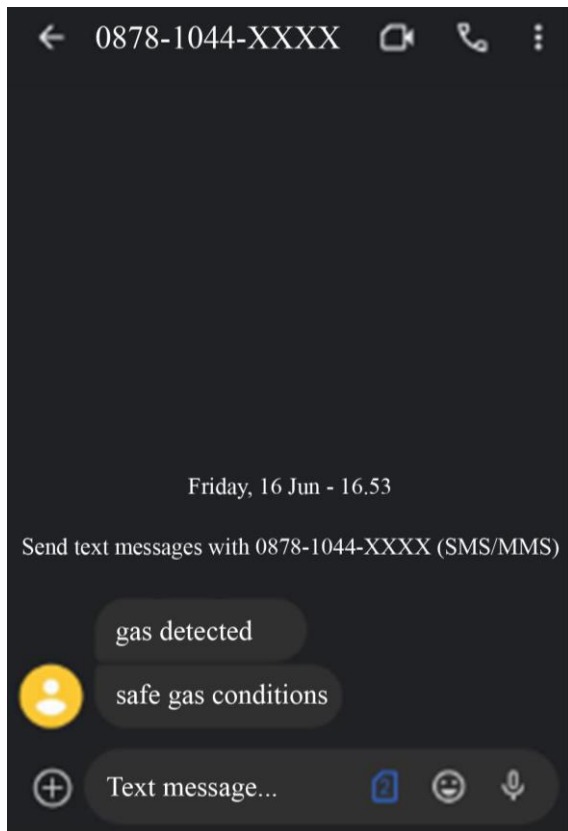 0878-1044-XXXX
Friday, 16 Jun - 16.53
Send text messages with 0878-1044-XXXX (SMS/MMS)
gas detected
safe gas conditions
Text message...
2